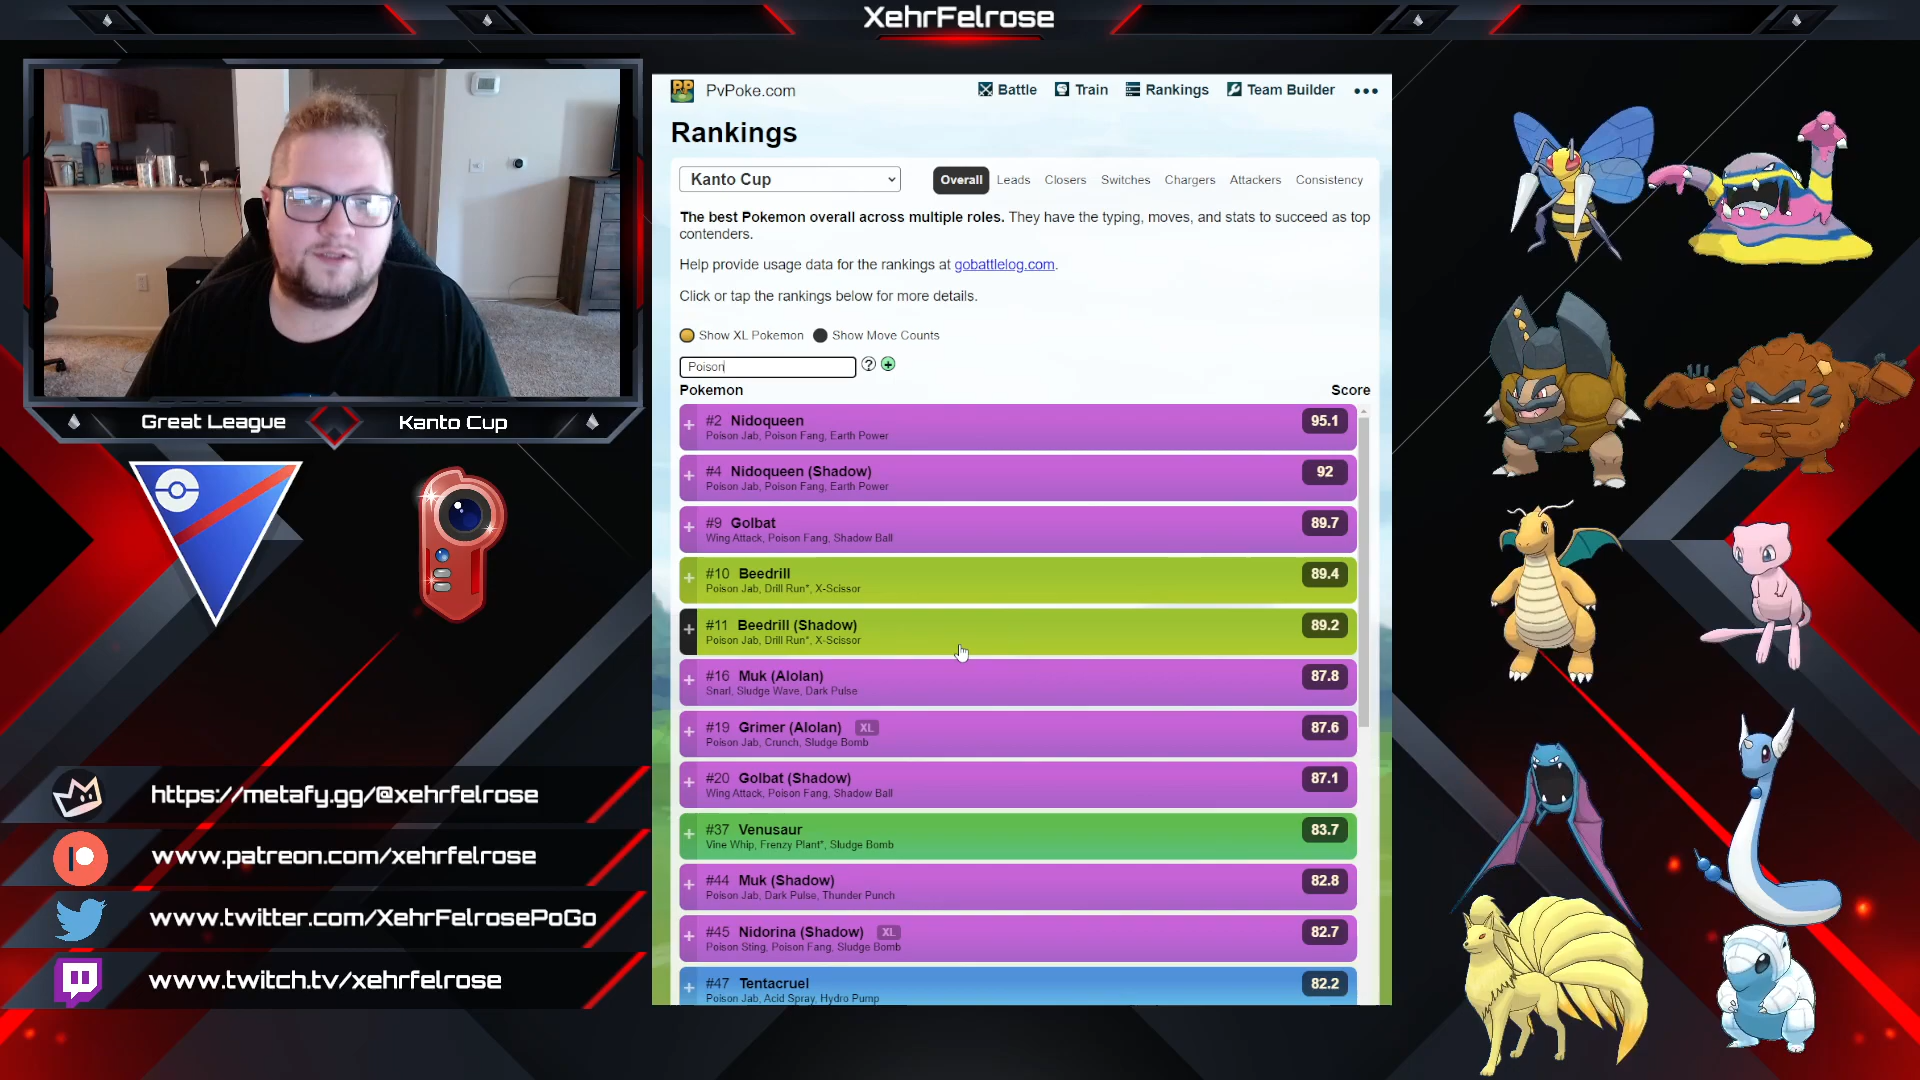 XehrFelrose
PvPoke.com
Battle
Train
Rankings
Team Builder
Rankings
Kanto Cup
Overall
Leads
Closers
Switches
Chargers
Attackers
Consistency
The best Pokemon overall across multiple roles. They have the typing, moves, and stats to succeed as top
contenders.
Help provide usage data for the rankings at gobattlelog.com.
Click or tap the rankings below for more details.
Show XL Pokemon
Show Move Counts
Poison
?
Pokemon
Score
#2 Nidoqueen
Poison Jab, Poison Fang, Earth Power
95.1
#4 Nidoqueen (Shadow)
Poison Jab, Poison Fang, Earth Power
92
#9 Golbat
Wing Attack, Poison Fang, Shadow Ball
89.7
#10 Beedrill
Poison Jab, Drill Run*, X-Scissor
89.4
#11 Beedrill (Shadow)
Poison Jab, Drill Run*, X-Scissor
89.2
#16 Muk (Alolan)
Snarl, Sludge Wave, Dark Pulse
87.8
#19 Grimer (Alolan) XL
Poison Jab, Crunch, Sludge Bomb
87.6
#20 Golbat (Shadow)
Wing Attack, Poison Fang, Shadow Ball
87.1
#37 Venusaur
Vine Whip, Frenzy Plant*, Sludge Bomb
83.7
#44 Muk (Shadow)
Poison Jab, Dark Pulse, Thunder Punch
82.8
#45 Nidorina (Shadow) XL
Poison Sting, Poison Fang, Sludge Bomb
82.7
#47 Tentacruel
Poison Jab, Acid Spray, Hydro Pump
82.2
Great League
Kanto Cup
https://metafy.gg/@xehrfelrose
www.patreon.com/xehrfelrose
www.twitter.com/XehrFelrosePoGo
www.twitch.tv/xehrfelrose